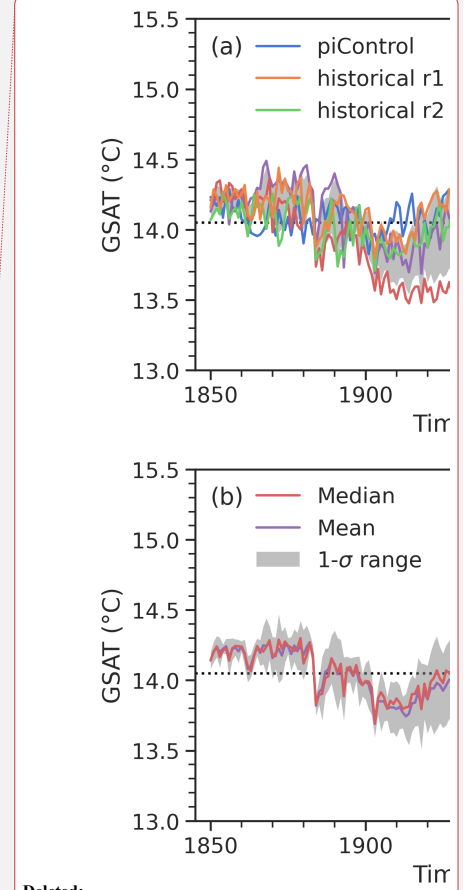 15.5
(a)
piControl
15.0
historical r1
historical r2
14.5
GSAT (°C)
14.0
13.5
13.0
1850
1900
Tim
15.5
(b)
Median
15.0
Mean
1-σ range
14.5
GSAT (°C)
14.0
13.5
13.0
1850
1900
Tim
Deleted: